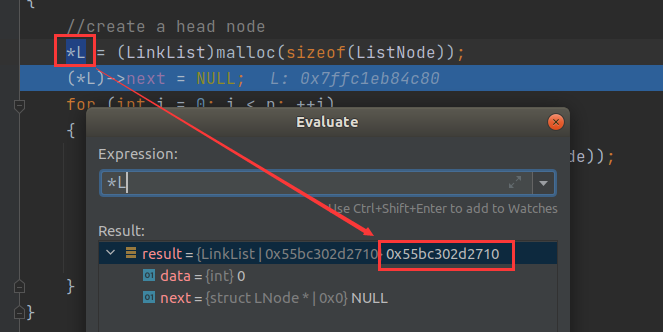 {
//create a head node
*L = (LinkList)malloc(sizeof(ListNode));
(*L)->next = NULL; L: 0x7ffc1eb84c80
for (int i = 0; i < n; ++i)
{
de));
}
}
Evaluate
Expression:
*L
Use Ctrl+Shift+Enter to add to Watches
Result:
result = {LinkList | 0x55bc302d2710} 0x55bc302d2710
data = {int} 0
next = {struct LNode * | 0x0} NULL